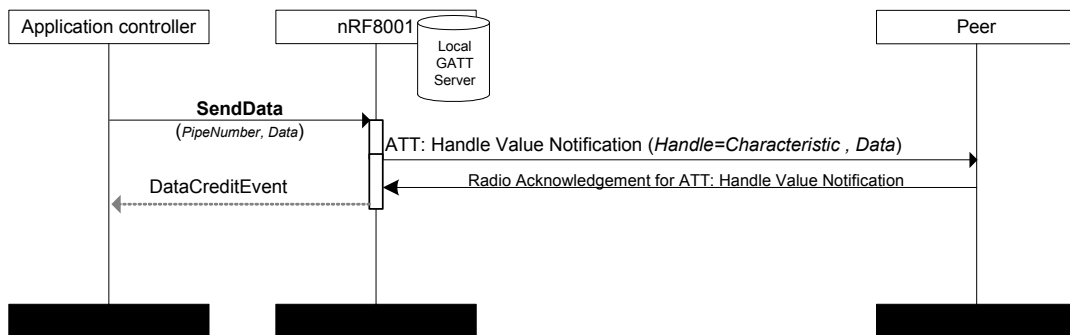 Application controller
nRF8001
Peer
Local
GATT
Server
SendData
(PipeNumber, Data)
ATT: Handle Value Notification (Handle=Characteristic , Data)
Radio Acknowledgement for ATT: Handle Value Notification
DataCreditEvent